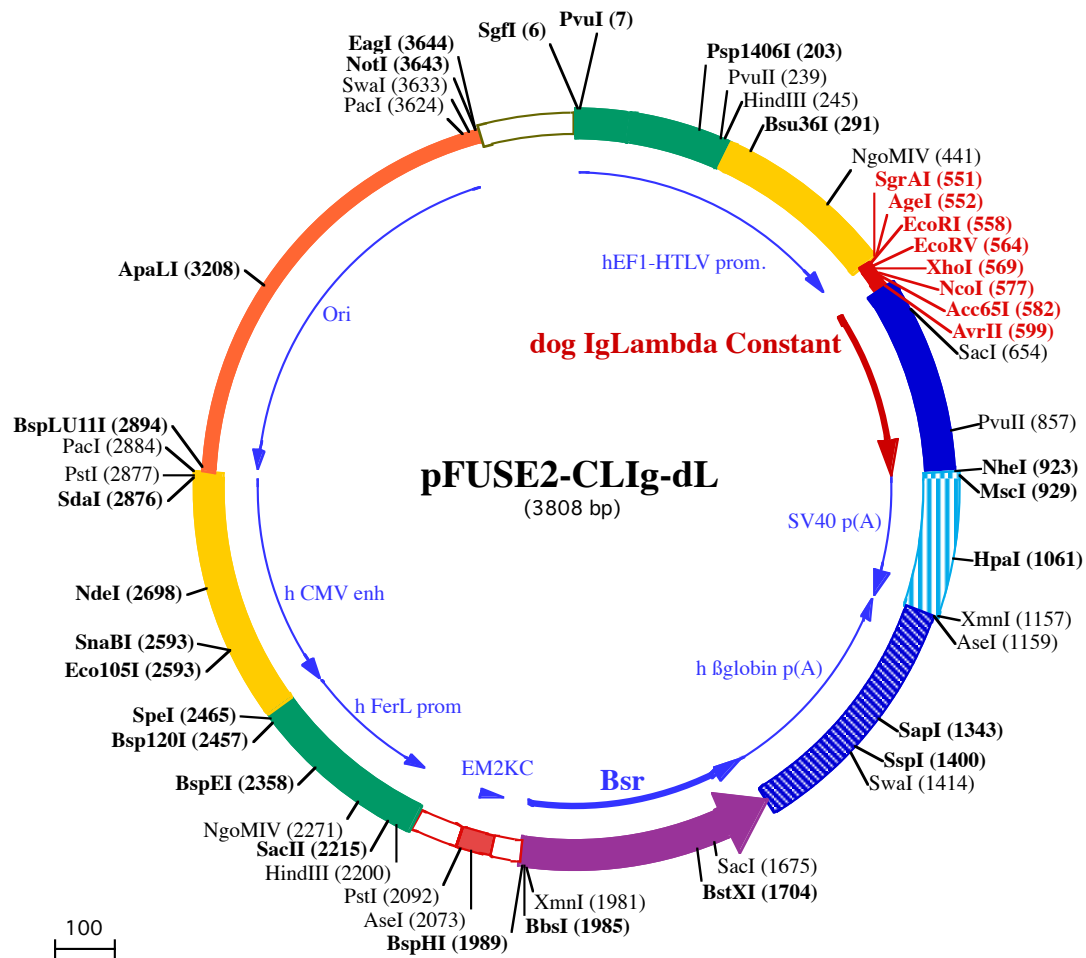 PvuI (7)
SgfI (6)
EagI (3644)
NotI (3643)
SwaI (3633)
PacI (3624)
Psp1406I (203)
PvuII (239)
HindIII (245)
Bsu36I (291)
NgoMIV (441)
SgrAI (551)
AgeI (552)
EcoRI (558)
EcoRV (564)
XhoI (569)
NcoI (577)
Acc65I (582)
AvrII (599)
SacI (654)
hEF1-HTLV prom.
ApaLI (3208)
Ori
dog IgLambda Constant
PvuII (857)
BspLU11I (2894)
PacI (2884)
PstI (2877)
SdaI (2876)
pFUSE2-CLIg-dL
(3808 bp)
NheI (923)
MscI (929)
SV40 p(A)
HpaI (1061)
NdeI (2698)
h CMV enh
XmnI (1157)
AseI (1159)
SnaBI (2593)
Eco105I (2593)
h ßglobin p(A)
h FerL prom
SpeI (2465)
Bsp120I (2457)
SapI (1343)
SspI (1400)
SwaI (1414)
BspEI (2358)
EM2KC
Bsr
NgoMIV (2271)
SacII (2215)
HindIII (2200)
PstI (2092)
AseI (2073)
BspHI (1989)
XmnI (1981)
BbsI (1985)
SacI (1675)
BstXI (1704)
100